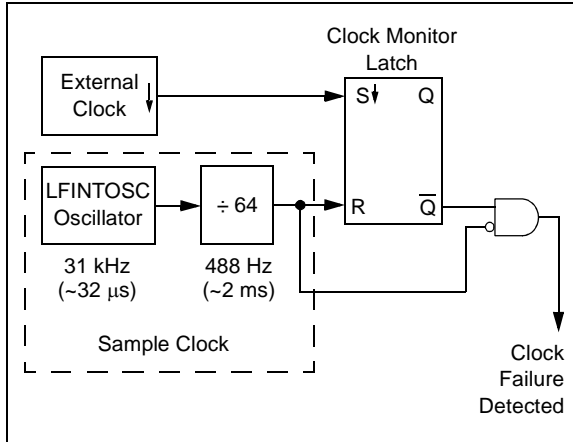 Clock Monitor
Latch
External
Clock
S
Q
LFINTOSC
Oscillator
÷ 64
R
Q̅
31 kHz
(~32 μs)
488 Hz
(~2 ms)
Sample Clock
Clock
Failure
Detected